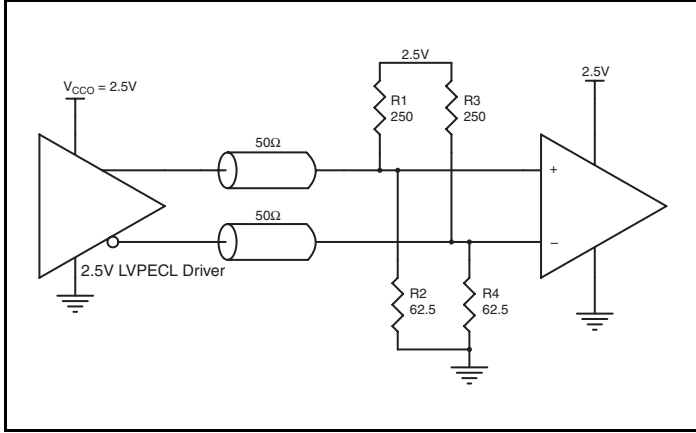 2.5V
V_CCO = 2.5V
2.5V
R1
250
R3
250
50Ω
+
50Ω
–
2.5V LVPECL Driver
R2
62.5
R4
62.5